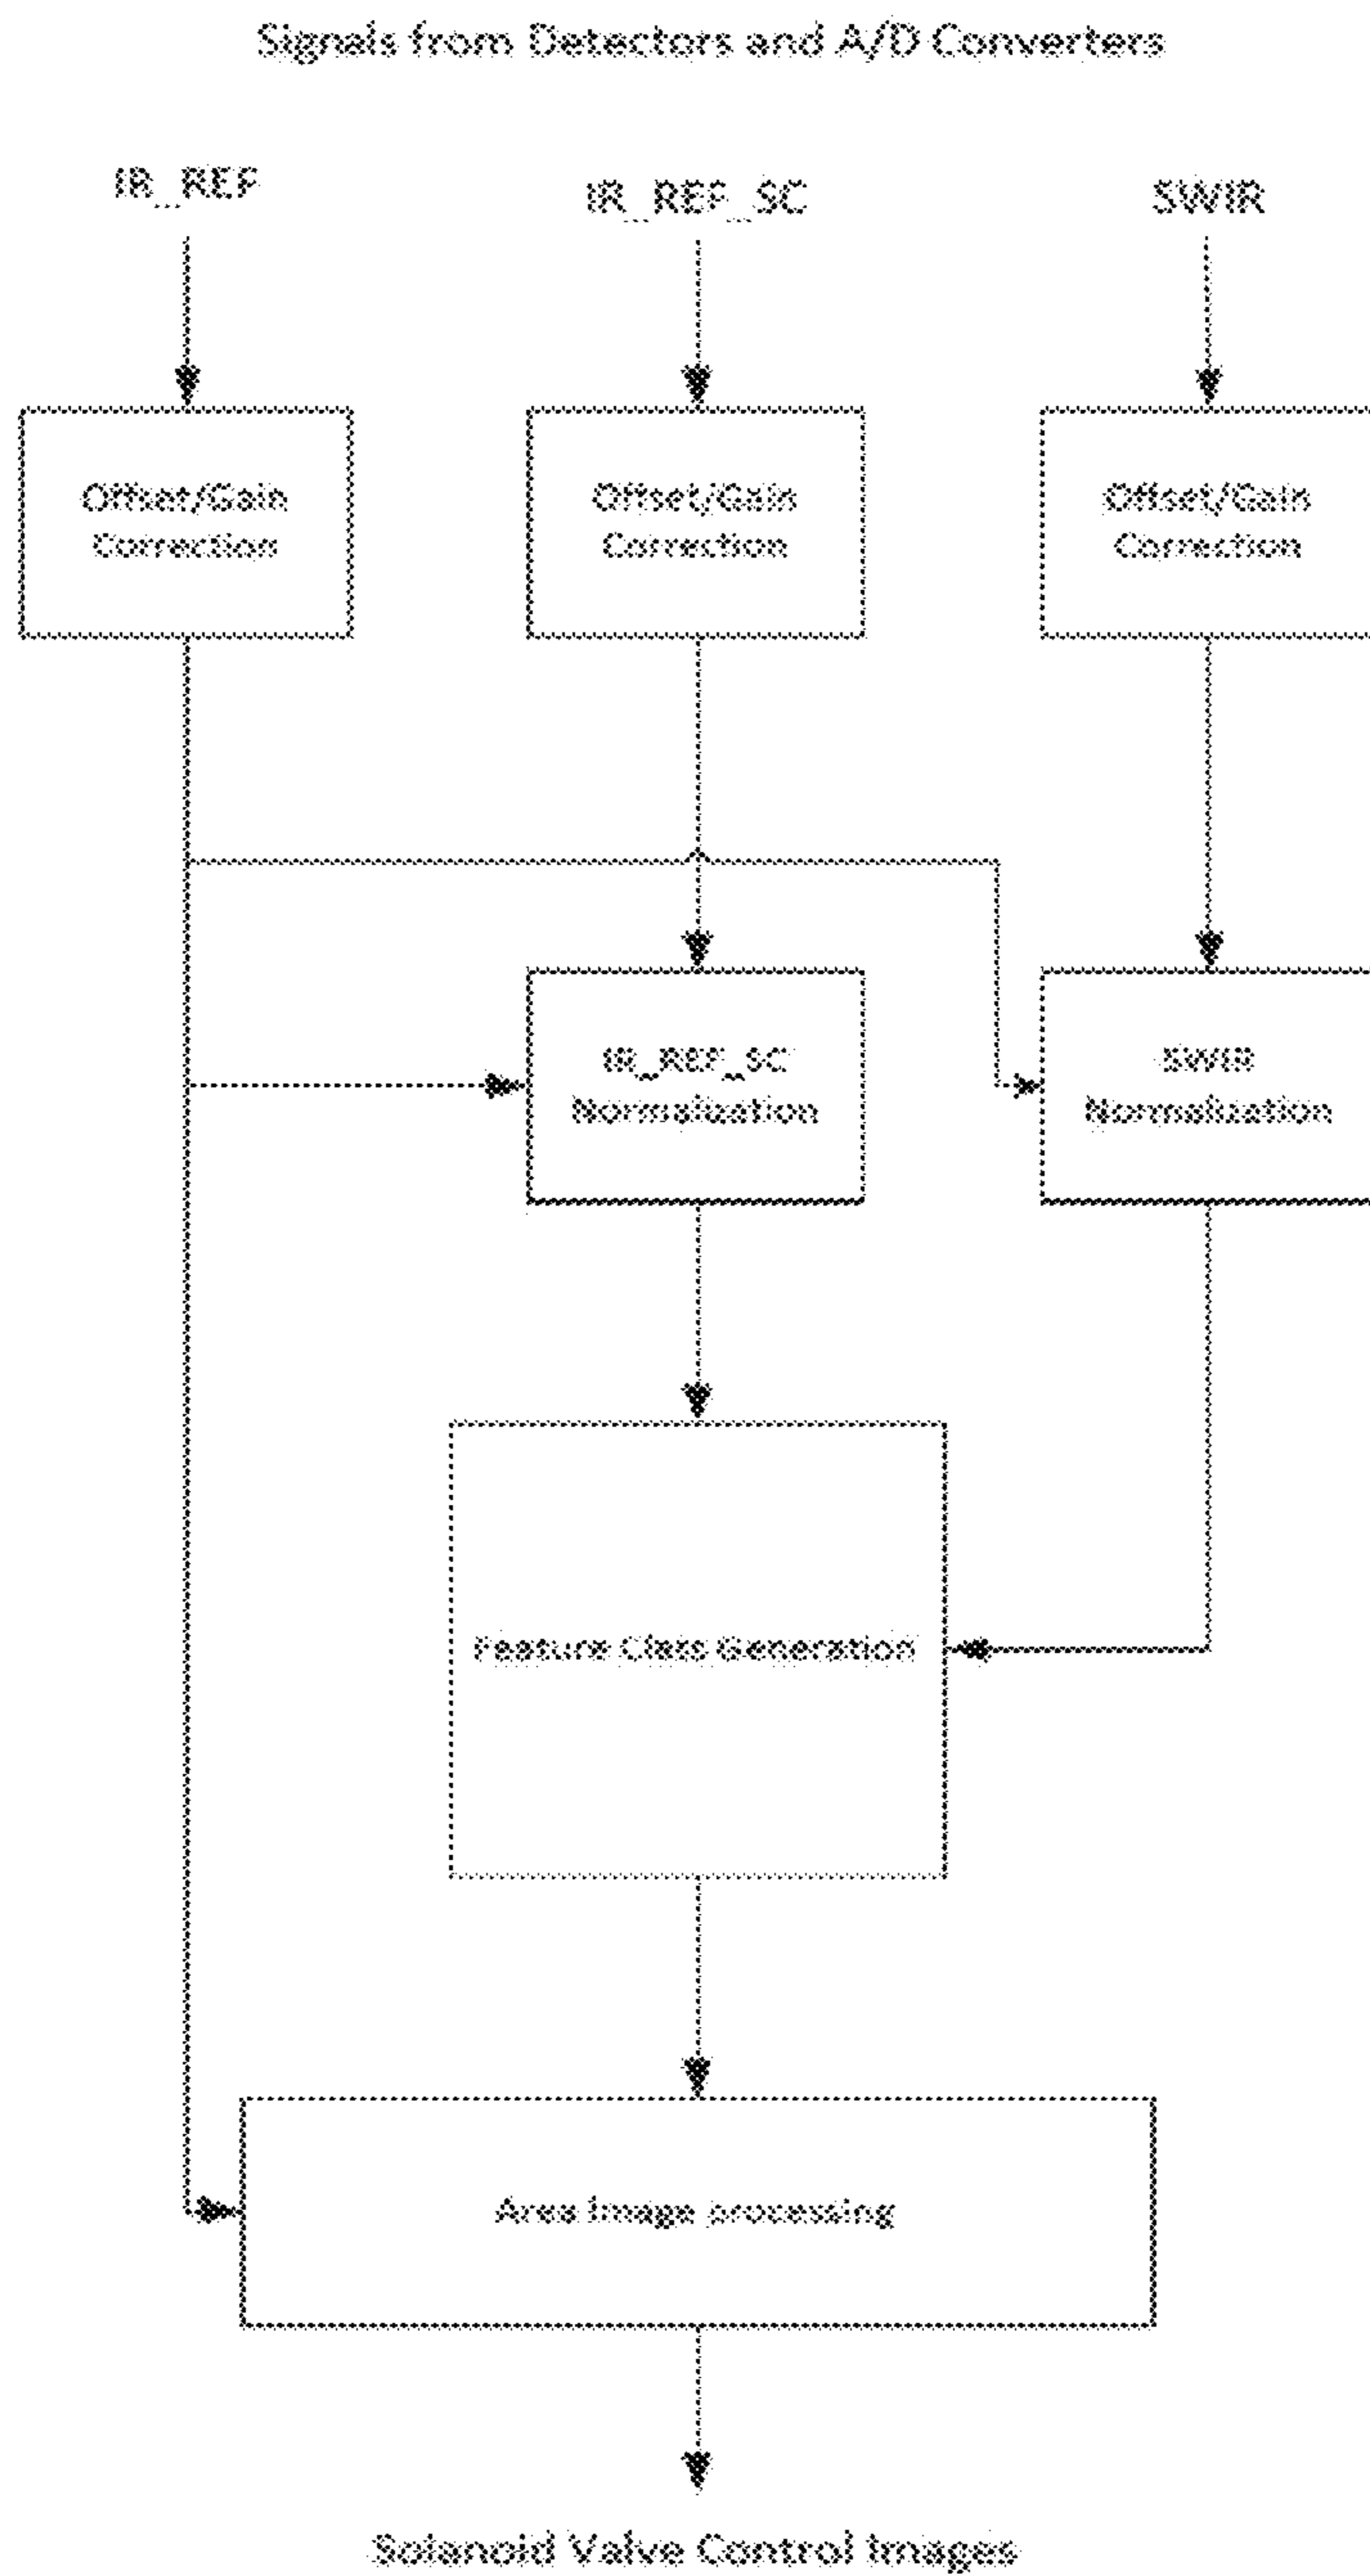 Signals from Detectors and A/D Converters
IR_REF
IR_REF_SC
SWIR
Offset/Gain
Correction
Offset/Gain
Correction
Offset/Gain
Correction
IR_REF_SC
Normalization
SWIR
Normalization
Feature Class Generation
Area image processing
Solanoid Valve Control Images